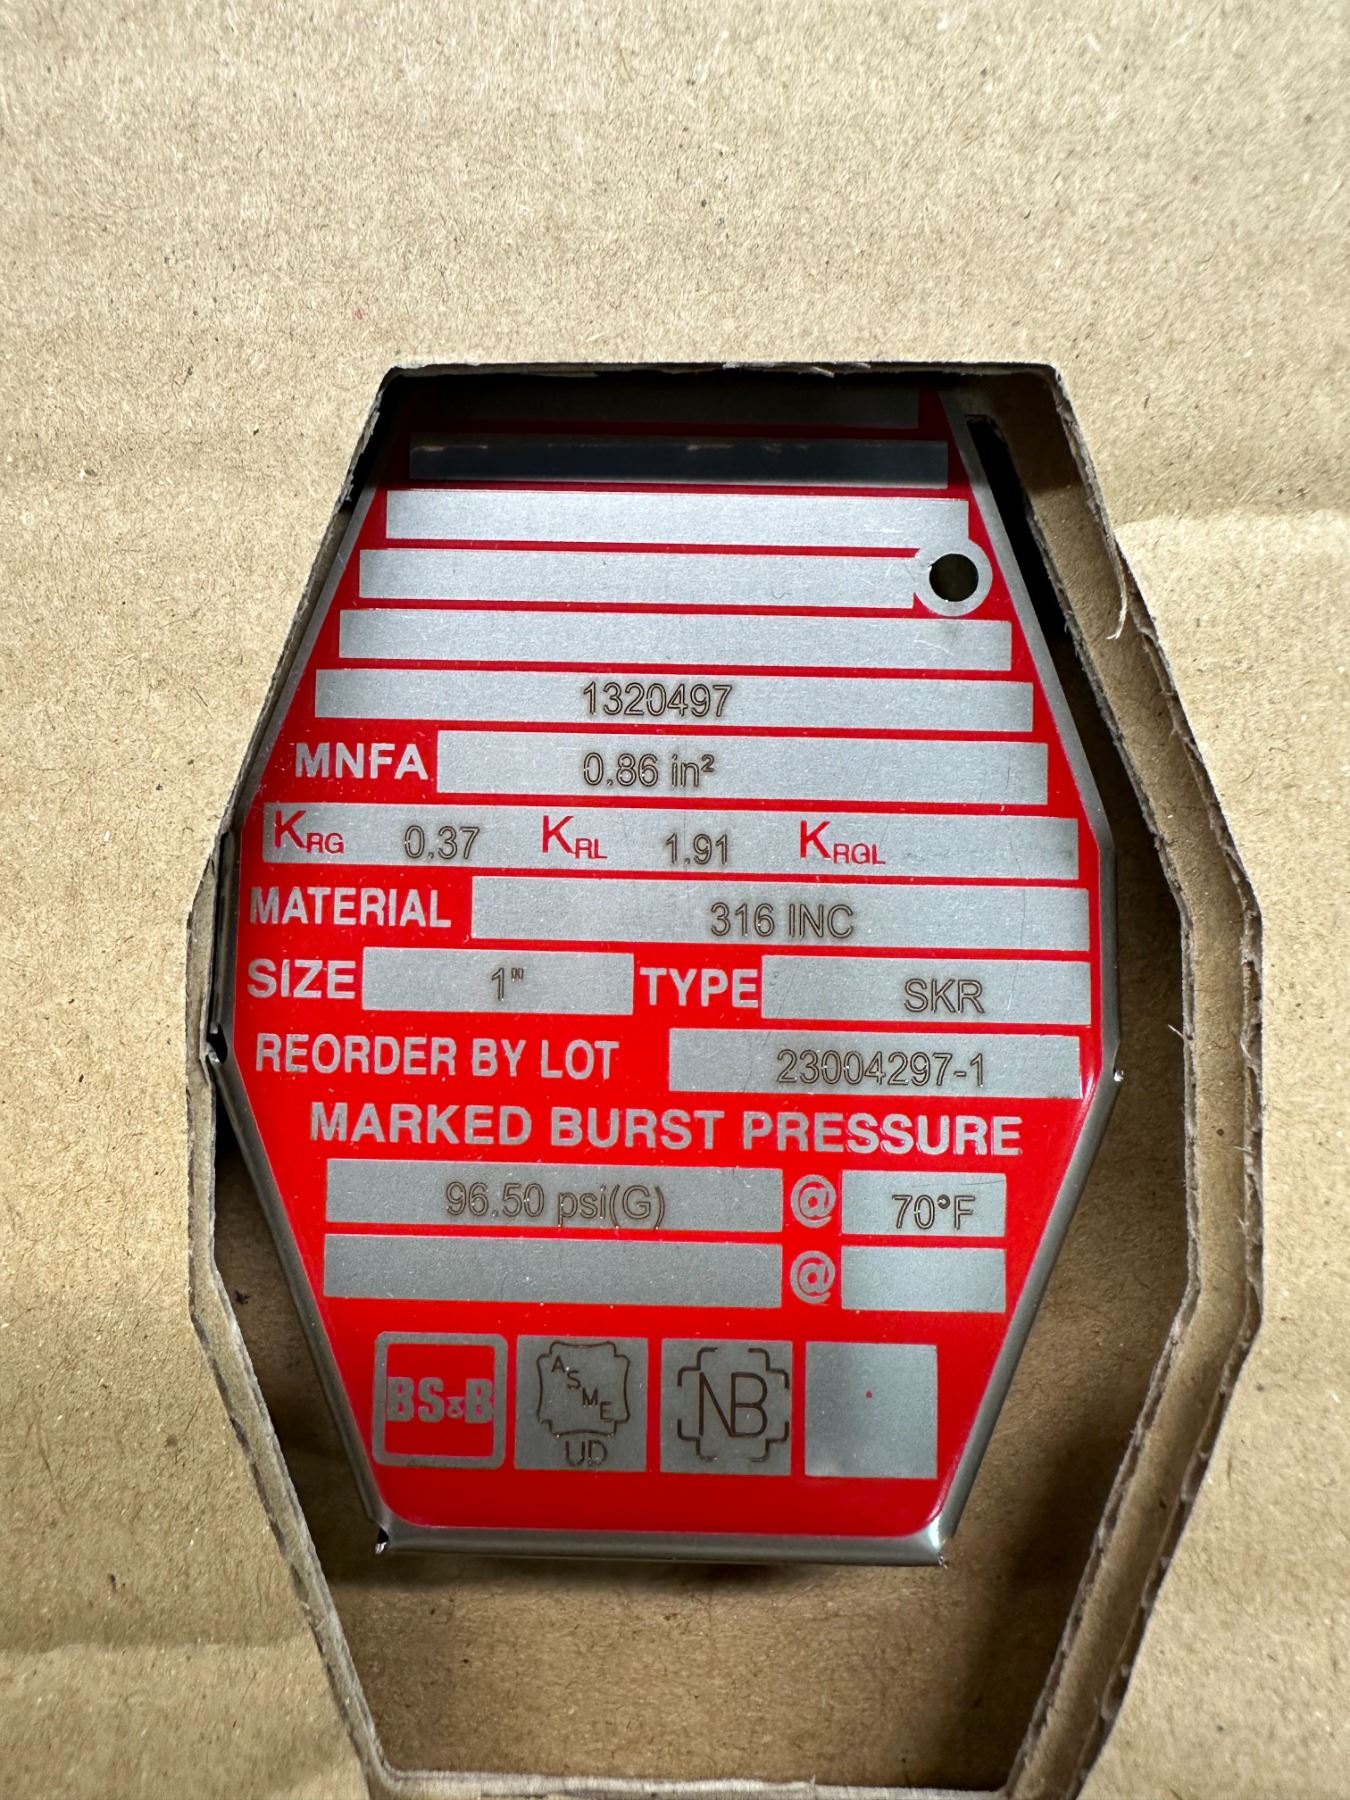 1320497
MNFA 0.86 in²
KRG 0.37 KRL 1.91 KRGL
MATERIAL 316 INC
SIZE 1" TYPE SKR
REORDER BY LOT 23004297-1
MARKED BURST PRESSURE
96.50 psi(G) @ 70°F
@
BS&B ASME UD NB